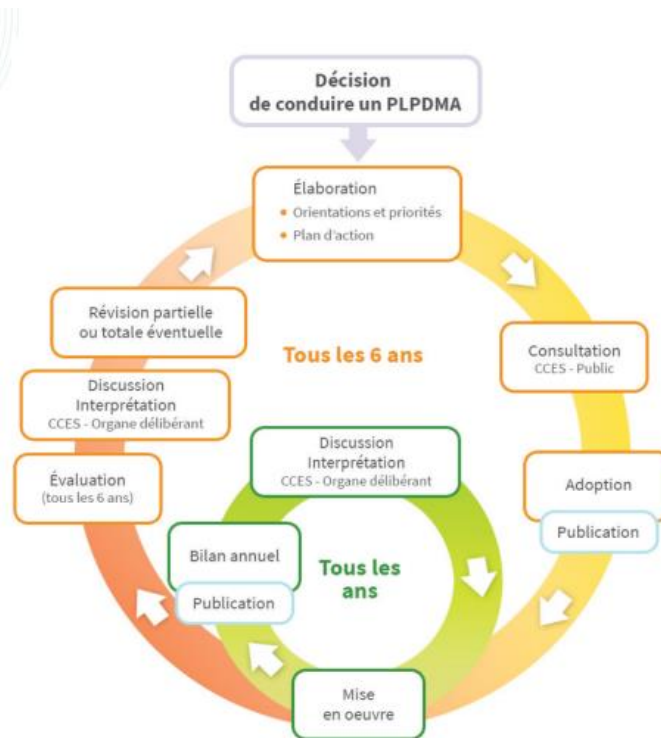 Décision
de conduire un PLPDMA
Élaboration
• Orientations et priorités
• Plan d'action
Consultation
CCES - Public
Adoption
Publication
Mise
en oeuvre
Évaluation
(tous les 6 ans)
Discussion
Interprétation
CCES - Organe délibérant
Révision partielle
ou totale éventuelle
Tous les 6 ans
Discussion
Interprétation
CCES - Organe délibérant
Bilan annuel
Publication
Tous les
ans